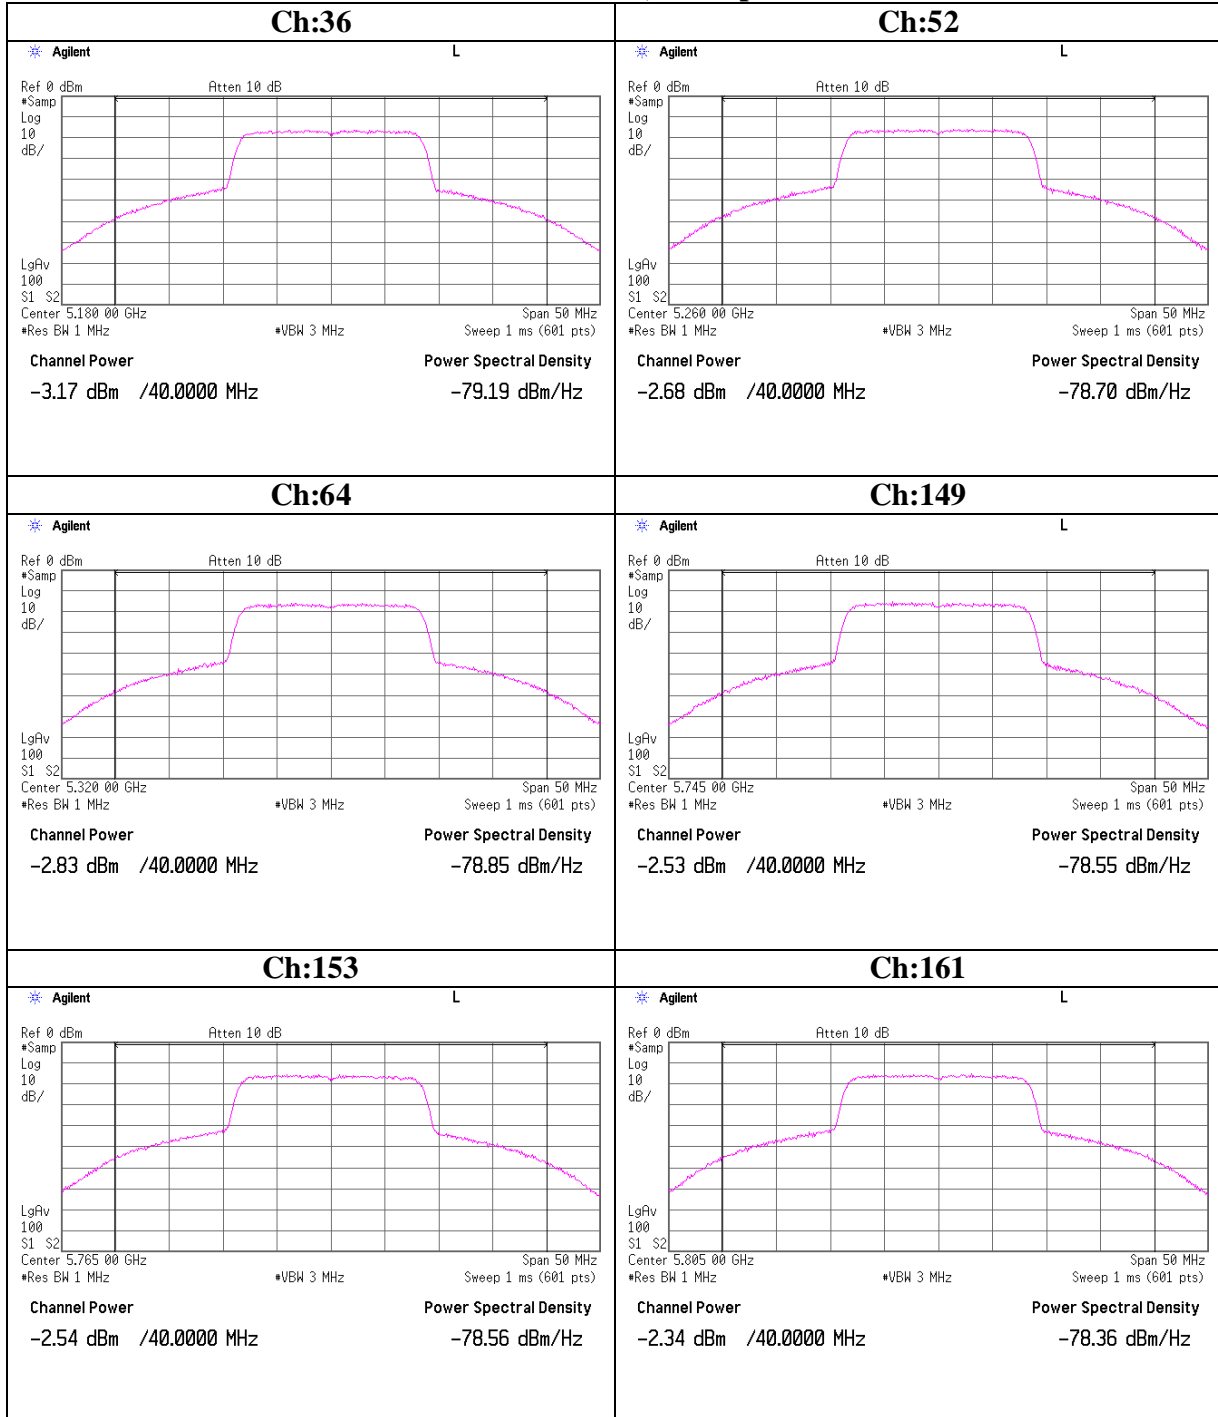 Ch:36
Agilent L
Ref 0 dBm Atten 10 dB
#Samp
Log
10
dB/
LgAv
100
S1 S2
Center 5.180 00 GHz Span 50 MHz
#Res BW 1 MHz #VBW 3 MHz Sweep 1 ms (601 pts)
Channel Power Power Spectral Density
-3.17 dBm /40.0000 MHz -79.19 dBm/Hz
Ch:52
Agilent L
Ref 0 dBm Atten 10 dB
#Samp
Log
10
dB/
LgAv
100
S1 S2
Center 5.260 00 GHz Span 50 MHz
#Res BW 1 MHz #VBW 3 MHz Sweep 1 ms (601 pts)
Channel Power Power Spectral Density
-2.68 dBm /40.0000 MHz -78.70 dBm/Hz
Ch:64
Agilent
Ref 0 dBm Atten 10 dB
#Samp
Log
10
dB/
LgAv
100
S1 S2
Center 5.320 00 GHz Span 50 MHz
#Res BW 1 MHz #VBW 3 MHz Sweep 1 ms (601 pts)
Channel Power Power Spectral Density
-2.83 dBm /40.0000 MHz -78.85 dBm/Hz
Ch:149
Agilent L
Ref 0 dBm Atten 10 dB
#Samp
Log
10
dB/
LgAv
100
S1 S2
Center 5.745 00 GHz Span 50 MHz
#Res BW 1 MHz #VBW 3 MHz Sweep 1 ms (601 pts)
Channel Power Power Spectral Density
-2.53 dBm /40.0000 MHz -78.55 dBm/Hz
Ch:153
Agilent L
Ref 0 dBm Atten 10 dB
#Samp
Log
10
dB/
LgAv
100
S1 S2
Center 5.765 00 GHz Span 50 MHz
#Res BW 1 MHz #VBW 3 MHz Sweep 1 ms (601 pts)
Channel Power Power Spectral Density
-2.54 dBm /40.0000 MHz -78.56 dBm/Hz
Ch:161
Agilent L
Ref 0 dBm Atten 10 dB
#Samp
Log
10
dB/
LgAv
100
S1 S2
Center 5.805 00 GHz Span 50 MHz
#Res BW 1 MHz #VBW 3 MHz Sweep 1 ms (601 pts)
Channel Power Power Spectral Density
-2.34 dBm /40.0000 MHz -78.36 dBm/Hz